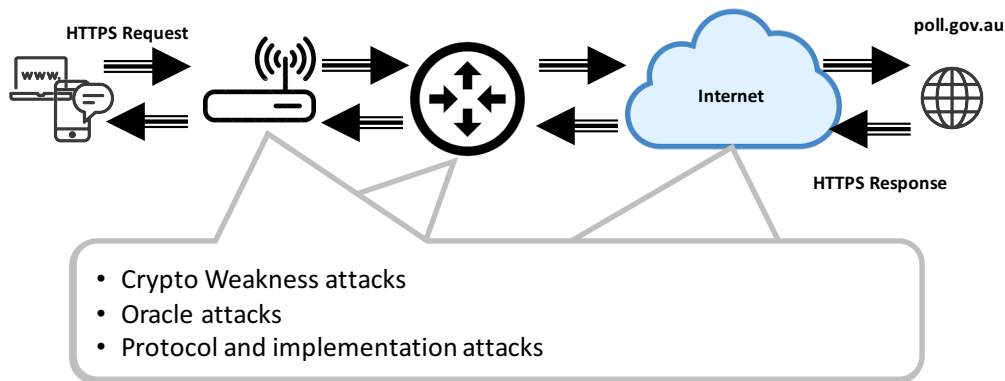 HTTPS Request
poll.gov.au
www.
Internet
HTTPS Response
• Crypto Weakness attacks
• Oracle attacks
• Protocol and implementation attacks